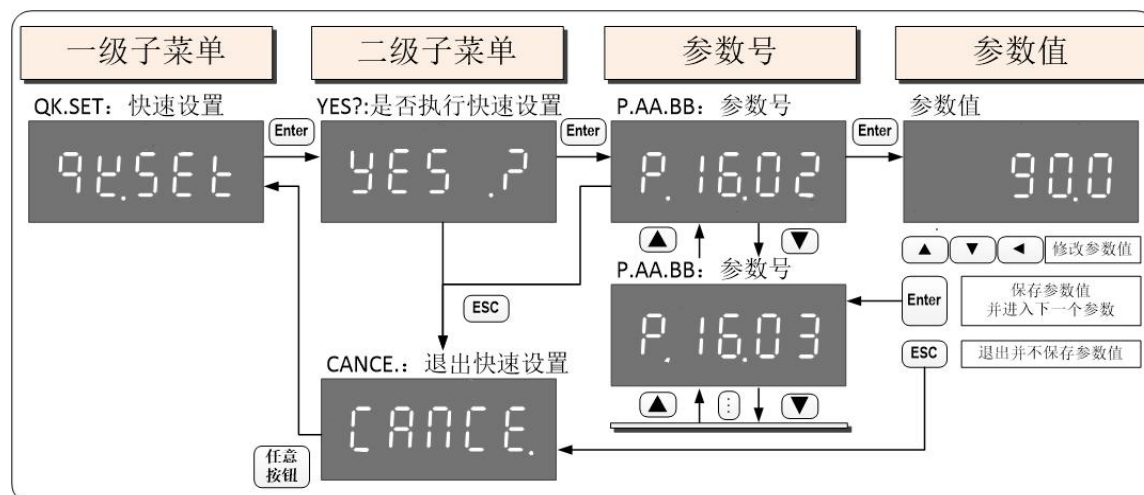 一级子菜单
二级子菜单
参数号
参数值
QK.SET：快速设置
YES?:是否执行快速设置
P.AA.BB：参数号
参数值
Enter
Enter
Enter
qK.SEt
YES .?
P.16.02
90.0
▲
▼
▲ ▼ ◀ 修改参数值
P.AA.BB：参数号
ESC
P.16.03
Enter
保存参数值
并进入下一个参数
ESC
退出并不保存参数值
CANCE.：退出快速设置
CANCE.
▲
⋮
▼
任意
按钮